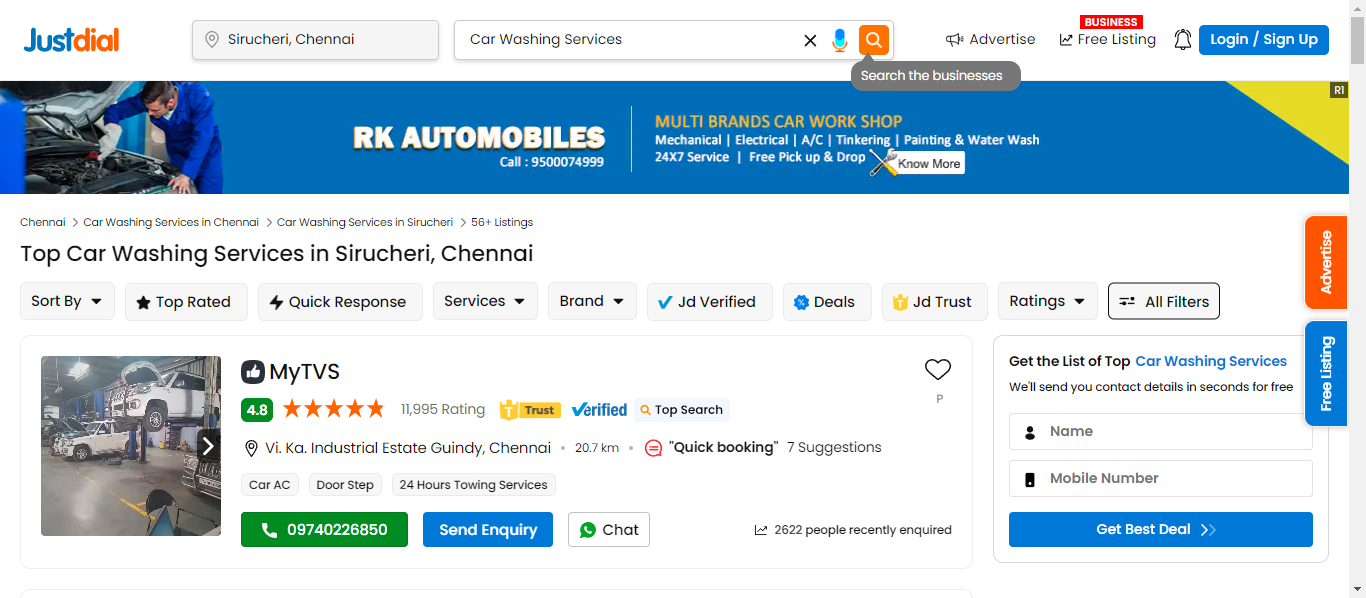 Justdial
Sirucheri, Chennai
Car Washing Services
Advertise
BUSINESS
Free Listing
Login / Sign Up
Search the businesses
R1
RK AUTOMOBILES
Call : 9500074999
MULTI BRANDS CAR WORK SHOP
Mechanical | Electrical | A/C | Tinkering | Painting & Water Wash
24X7 Service | Free Pick up & Drop
Know More
Chennai > Car Washing Services in Chennai > Car Washing Services in Sirucheri > 56+ Listings
Top Car Washing Services in Sirucheri, Chennai
Sort By
Top Rated
Quick Response
Services
Brand
Jd Verified
Deals
Jd Trust
Ratings
All Filters
MyTVS
4.8
11,995 Rating
T Trust
Verified
Top Search
Vi. Ka. Industrial Estate Guindy, Chennai • 20.7 km • "Quick booking" 7 Suggestions
Car AC
Door Step
24 Hours Towing Services
09740226850
Send Enquiry
Chat
2622 people recently enquired
P
Get the List of Top Car Washing Services
We'll send you contact details in seconds for free
Name
Mobile Number
Get Best Deal
Advertise
Free Listing